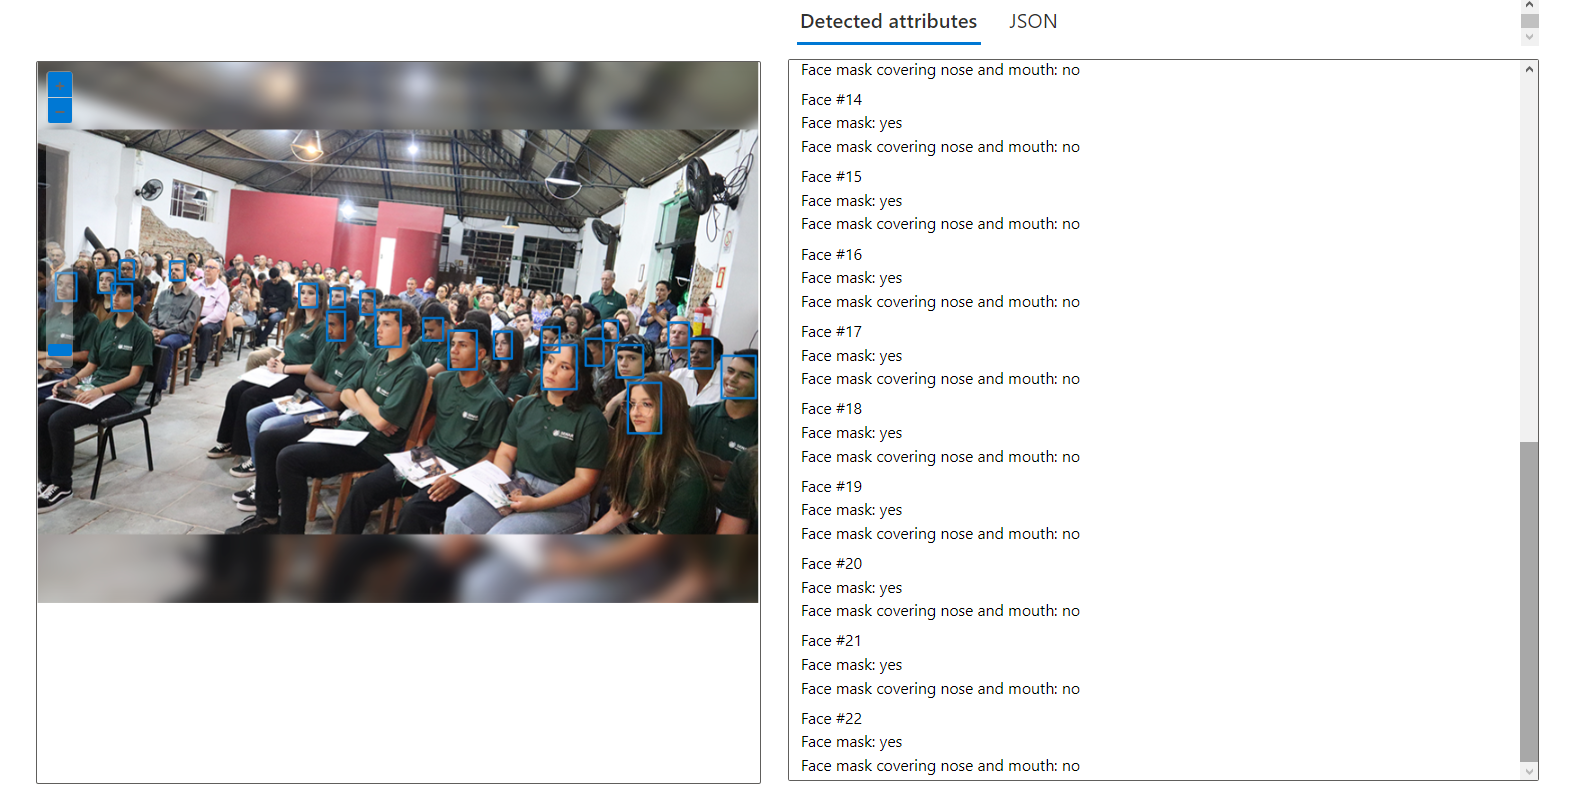 Detected attributes JSON
Face mask covering nose and mouth: no
Face #14
Face mask: yes
Face mask covering nose and mouth: no
Face #15
Face mask: yes
Face mask covering nose and mouth: no
Face #16
Face mask: yes
Face mask covering nose and mouth: no
Face #17
Face mask: yes
Face mask covering nose and mouth: no
Face #18
Face mask: yes
Face mask covering nose and mouth: no
Face #19
Face mask: yes
Face mask covering nose and mouth: no
Face #20
Face mask: yes
Face mask covering nose and mouth: no
Face #21
Face mask: yes
Face mask covering nose and mouth: no
Face #22
Face mask: yes
Face mask covering nose and mouth: no